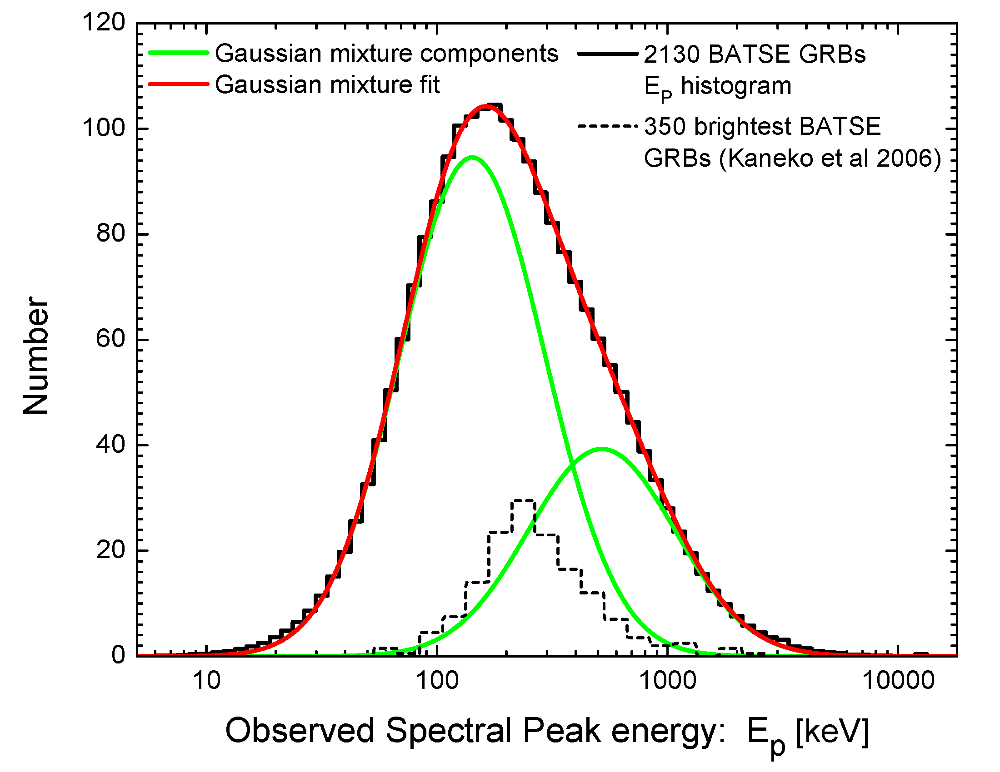 120
100
80
60
40
20
0
Number
Gaussian mixture components
Gaussian mixture fit
2130 BATSE GRBs
EP histogram
350 brightest BATSE
GRBs (Kaneko et al 2006)
10 100 1000 10000
Observed Spectral Peak energy: Ep [keV]